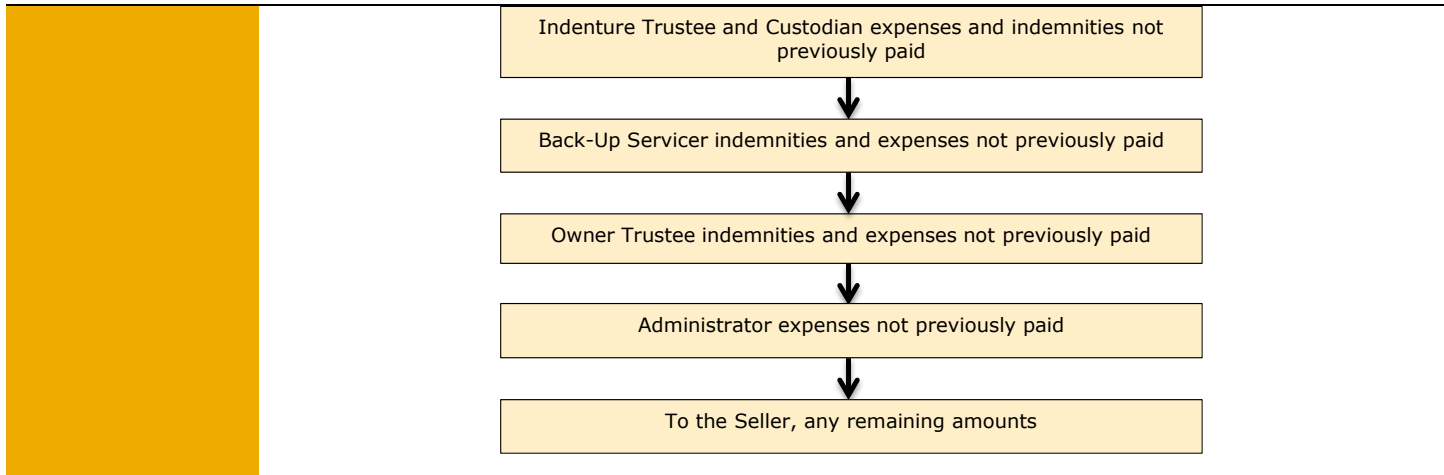 Indenture Trustee and Custodian expenses and indemnities not
previously paid
Back-Up Servicer indemnities and expenses not previously paid
Owner Trustee indemnities and expenses not previously paid
Administrator expenses not previously paid
To the Seller, any remaining amounts